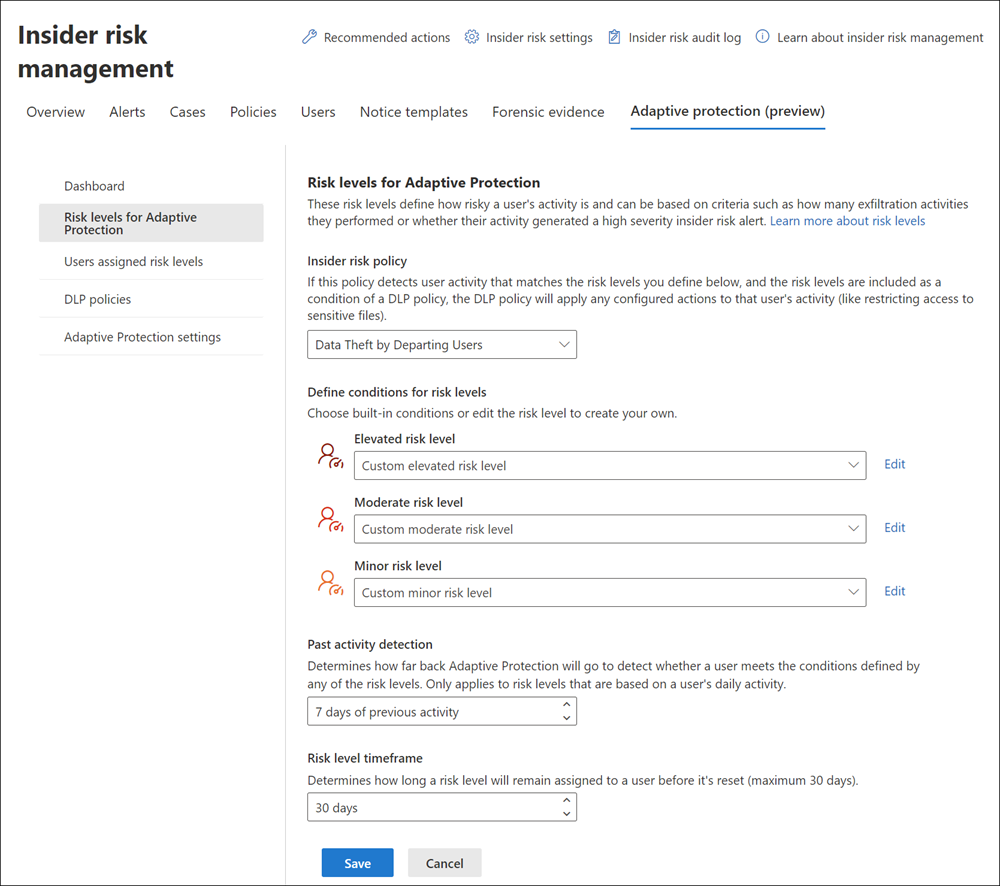 Insider risk
management
Recommended actions
Insider risk settings
Insider risk audit log
Learn about insider risk management
Overview
Alerts
Cases
Policies
Users
Notice templates
Forensic evidence
Adaptive protection (preview)
Dashboard
Risk levels for Adaptive
Protection
Users assigned risk levels
DLP policies
Adaptive Protection settings
Risk levels for Adaptive Protection
These risk levels define how risky a user's activity is and can be based on criteria such as how many exfiltration activities
they performed or whether their activity generated a high severity insider risk alert. Learn more about risk levels
Insider risk policy
If this policy detects user activity that matches the risk levels you define below, and the risk levels are included as a
condition of a DLP policy, the DLP policy will apply any configured actions to that user's activity (like restricting access to
sensitive files).
Data Theft by Departing Users
Define conditions for risk levels
Choose built-in conditions or edit the risk level to create your own.
Elevated risk level
Custom elevated risk level
Edit
Moderate risk level
Custom moderate risk level
Edit
Minor risk level
Custom minor risk level
Edit
Past activity detection
Determines how far back Adaptive Protection will go to detect whether a user meets the conditions defined by
any of the risk levels. Only applies to risk levels that are based on a user's daily activity.
7 days of previous activity
Risk level timeframe
Determines how long a risk level will remain assigned to a user before it's reset (maximum 30 days).
30 days
Save
Cancel